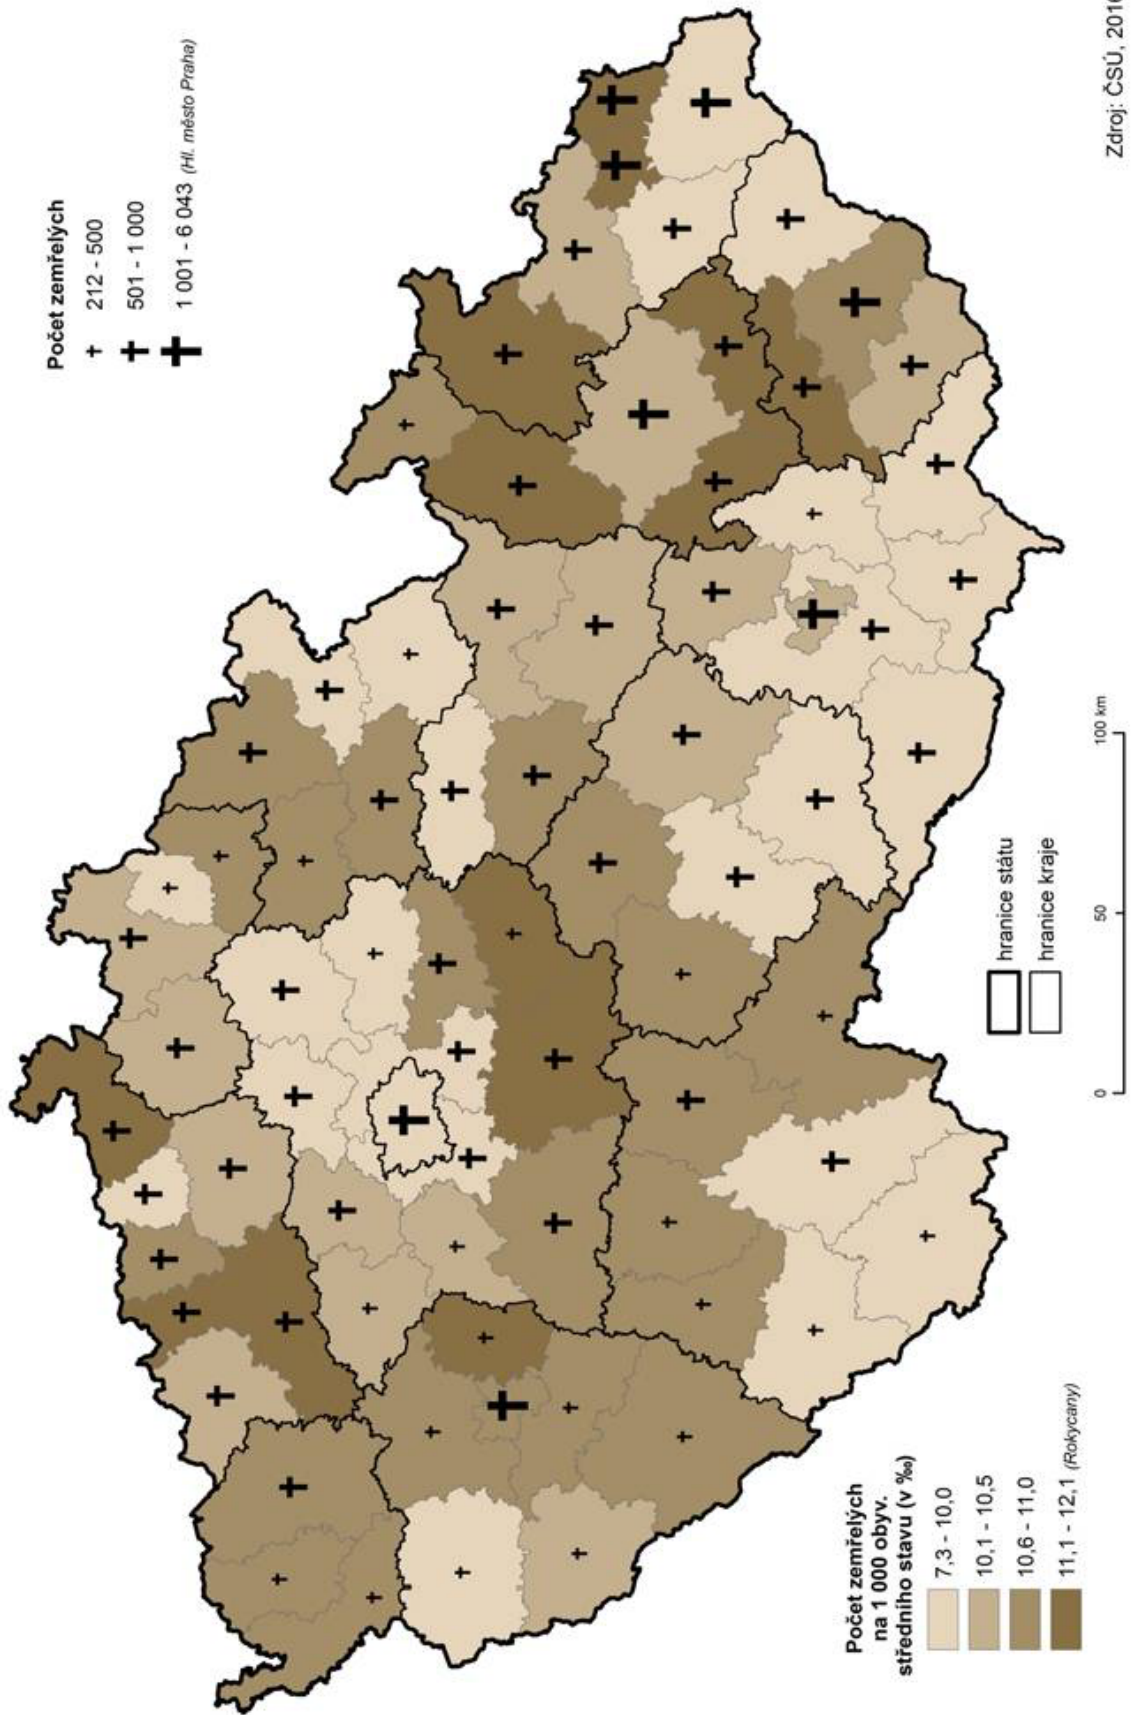 Počet zemřelých
212 - 500
501 - 1 000
1 001 - 6 043 (Hl. město Praha)
Počet zemřelých
na 1 000 obyv.
středního stavu (v ‰)
7,3 - 10,0
10,1 - 10,5
10,6 - 11,0
11,1 - 12,1 (Rokycany)
hranice státu
hranice kraje
0 50 100 km
Zdroj: ČSÚ, 2016